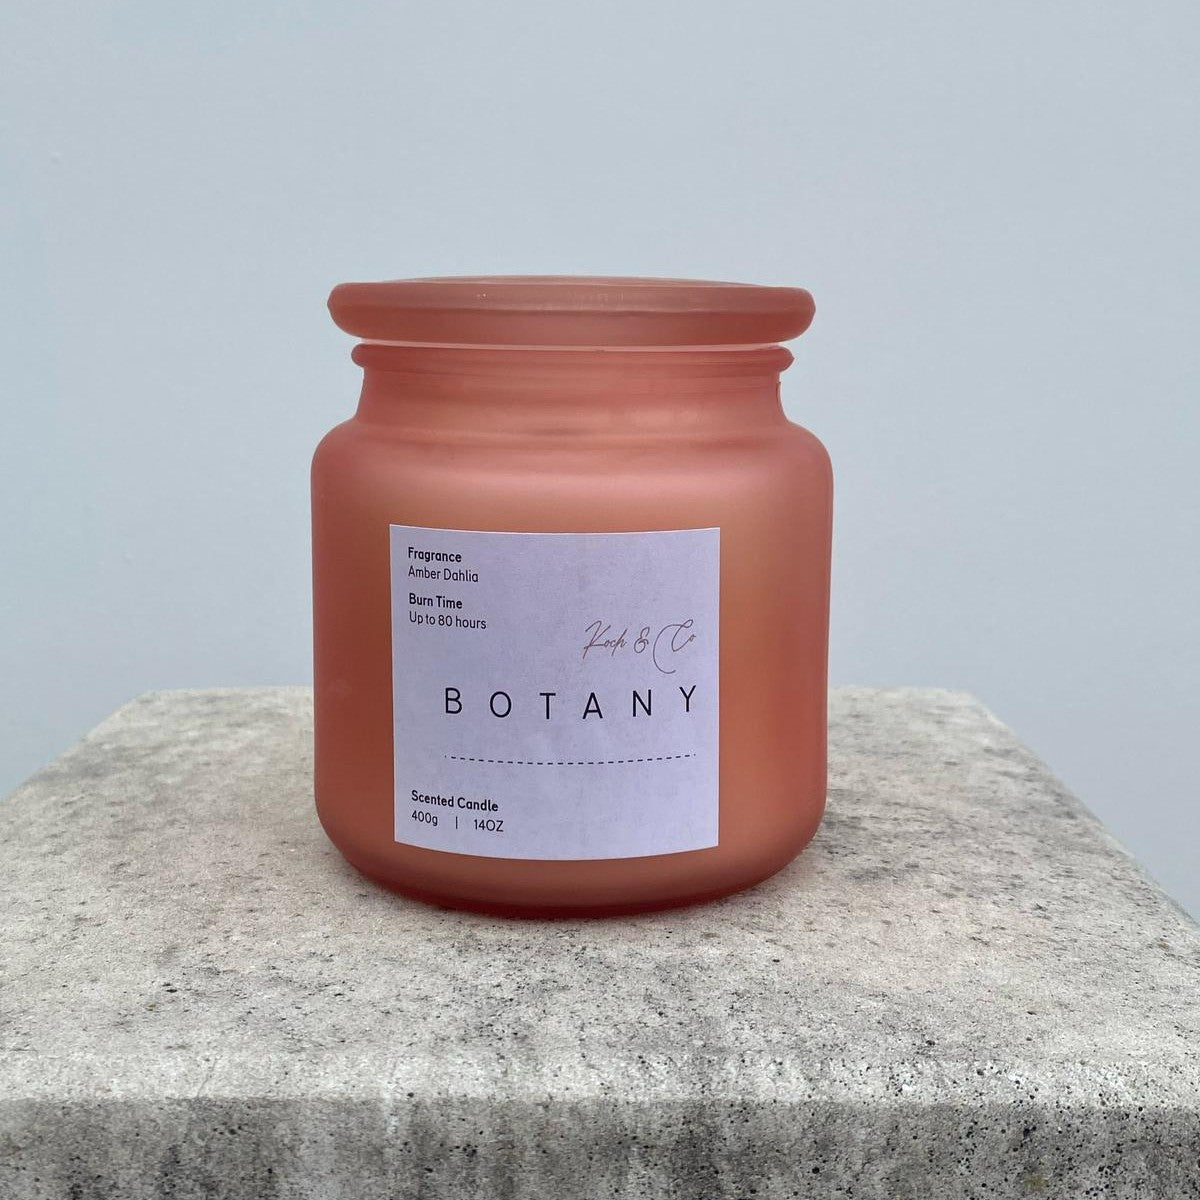 Fragrance
Amber Dahlia
Burn Time
Up to 80 hours
Koch & Co
BOTANY
Scented Candle
400g | 14OZ